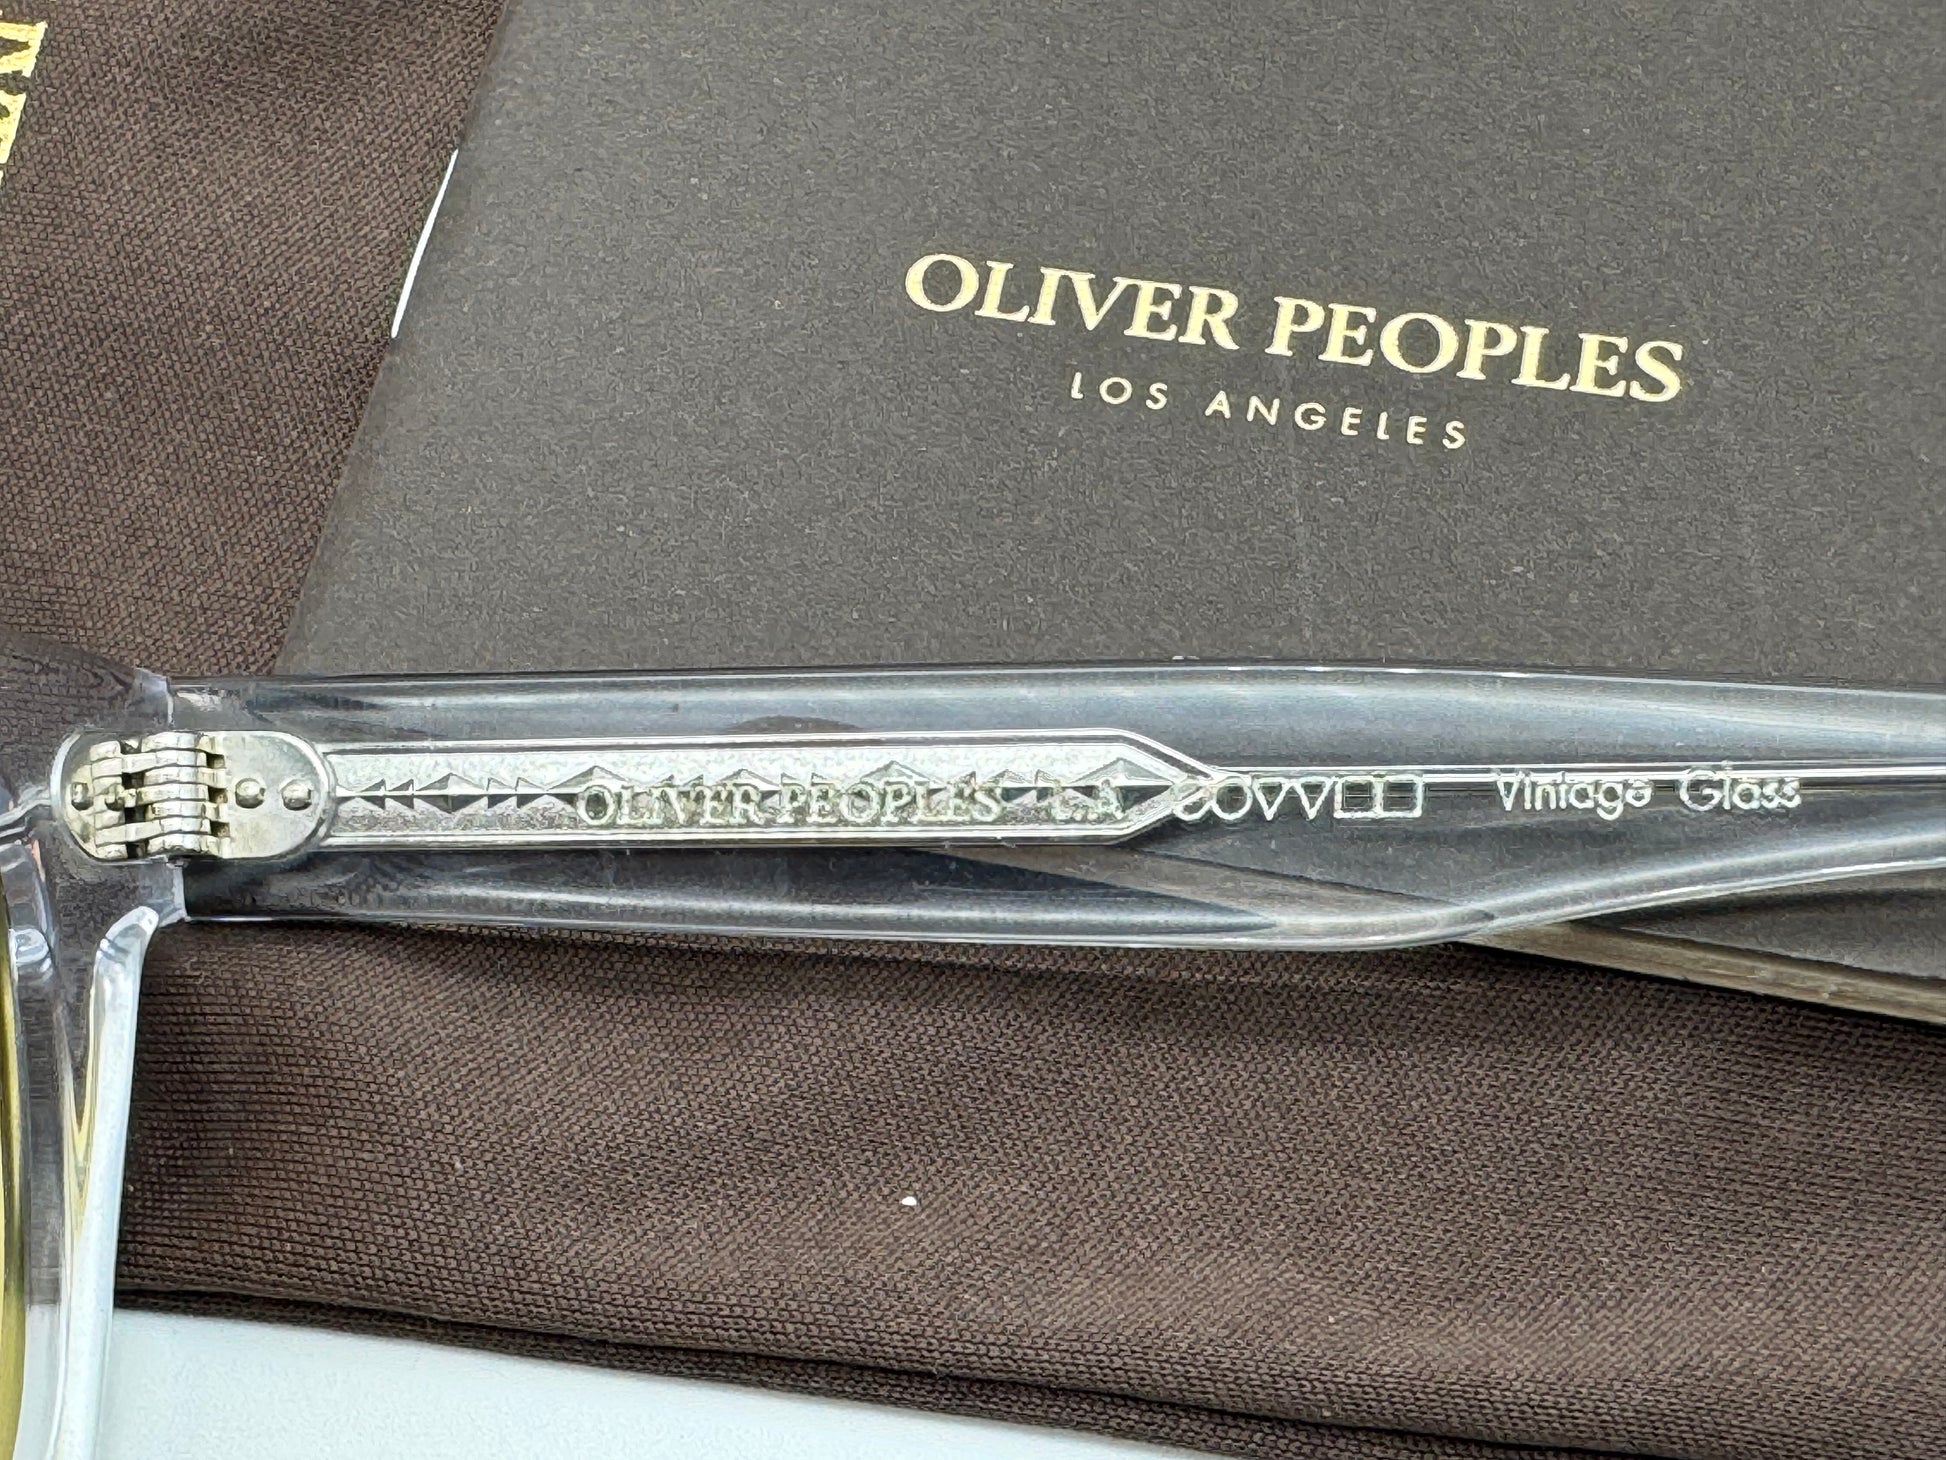 OLIVER PEOPLES
LOS ANGELES
OLIVER PEOPLES L.A
Vintage Glass